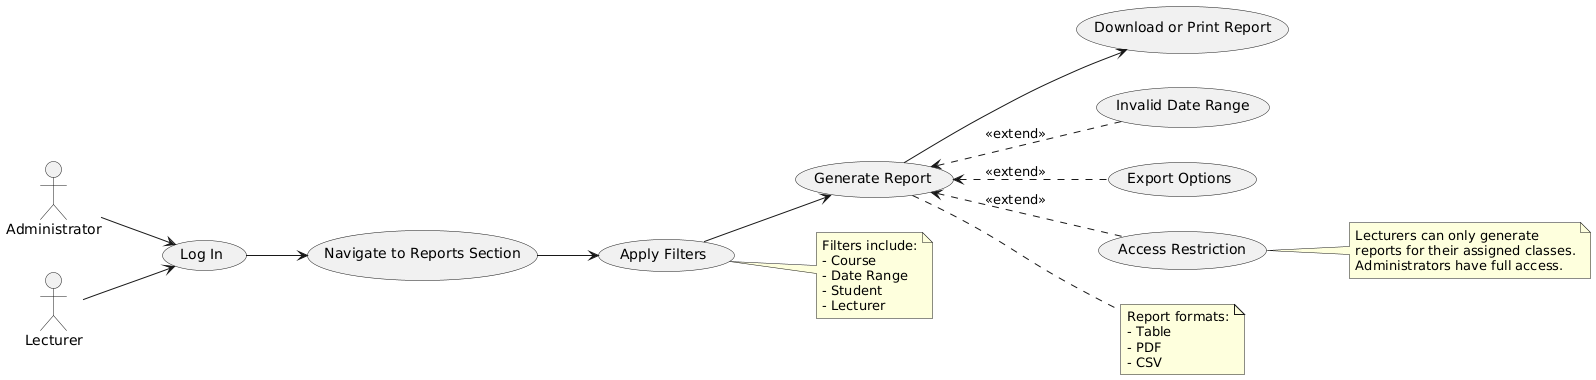 Download or Print Report
Invalid Date Range
«extend»
Administrator
Generate Report
«extend»
Export Options
«extend»
Log In
Navigate to Reports Section
Apply Filters
Filters include:
- Course
- Date Range
- Student
- Lecturer
Access Restriction
Lecturers can only generate
reports for their assigned classes.
Administrators have full access.
Lecturer
Report formats:
- Table
- PDF
- CSV